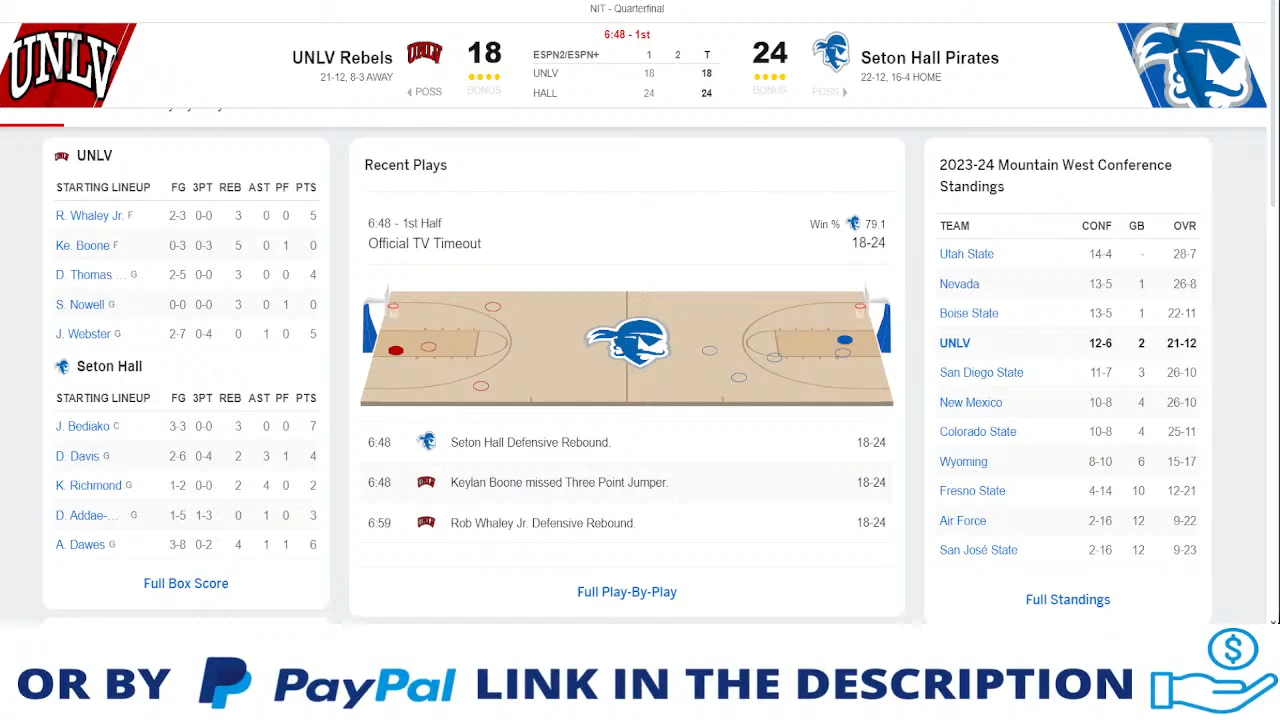 NIT - Quarterfinal
UNLV
UNLV Rebels
21-12, 8-3 AWAY
POSS
UNLV
18
BONUS
6:48 - 1st
ESPN2/ESPN+ 1 2 T
UNLV 18 18
HALL 24 24
24
BONUS
Seton Hall Pirates
22-12, 16-4 HOME
POSS
UNLV
STARTING LINEUP FG 3PT REB AST PF PTS
R. Whaley Jr. F 2-3 0-0 3 0 0 5
Ke. Boone F 0-3 0-3 5 0 1 0
D. Thomas ... G 2-5 0-0 3 0 0 4
S. Nowell G 0-0 0-0 3 0 1 0
J. Webster G 2-7 0-4 0 1 0 5
Seton Hall
STARTING LINEUP FG 3PT REB AST PF PTS
J. Bediako C 3-3 0-0 3 0 0 7
D. Davis G 2-6 0-4 2 3 1 4
K. Richmond G 1-2 0-0 2 4 0 2
D. Addae-... G 1-5 1-3 0 1 0 3
A. Dawes G 3-8 0-2 4 1 1 6
Full Box Score
Recent Plays
6:48 - 1st Half
Official TV Timeout
Win % 79.1
18-24
6:48 Seton Hall Defensive Rebound. 18-24
6:48 Keylan Boone missed Three Point Jumper. 18-24
6:59 Rob Whaley Jr. Defensive Rebound. 18-24
Full Play-By-Play
2023-24 Mountain West Conference
Standings
TEAM CONF GB OVR
Utah State 14-4 - 28-7
Nevada 13-5 1 26-8
Boise State 13-5 1 22-11
UNLV 12-6 2 21-12
San Diego State 11-7 3 26-10
New Mexico 10-8 4 26-10
Colorado State 10-8 4 25-11
Wyoming 8-10 6 15-17
Fresno State 4-14 10 12-21
Air Force 2-16 12 9-22
San José State 2-16 12 9-23
Full Standings
OR BY PayPal LINK IN THE DESCRIPTION
$